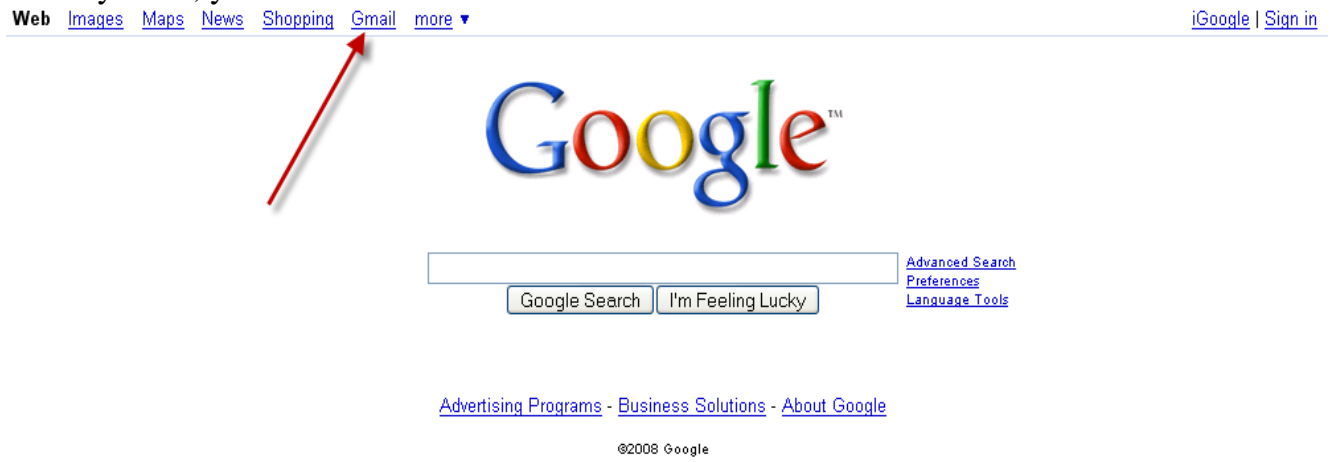 Web Images Maps News Shopping Gmail more ▼ iGoogle | Sign in
Google™
Advanced Search
Preferences
Google Search I'm Feeling Lucky Language Tools
Advertising Programs - Business Solutions - About Google
©2008 Google